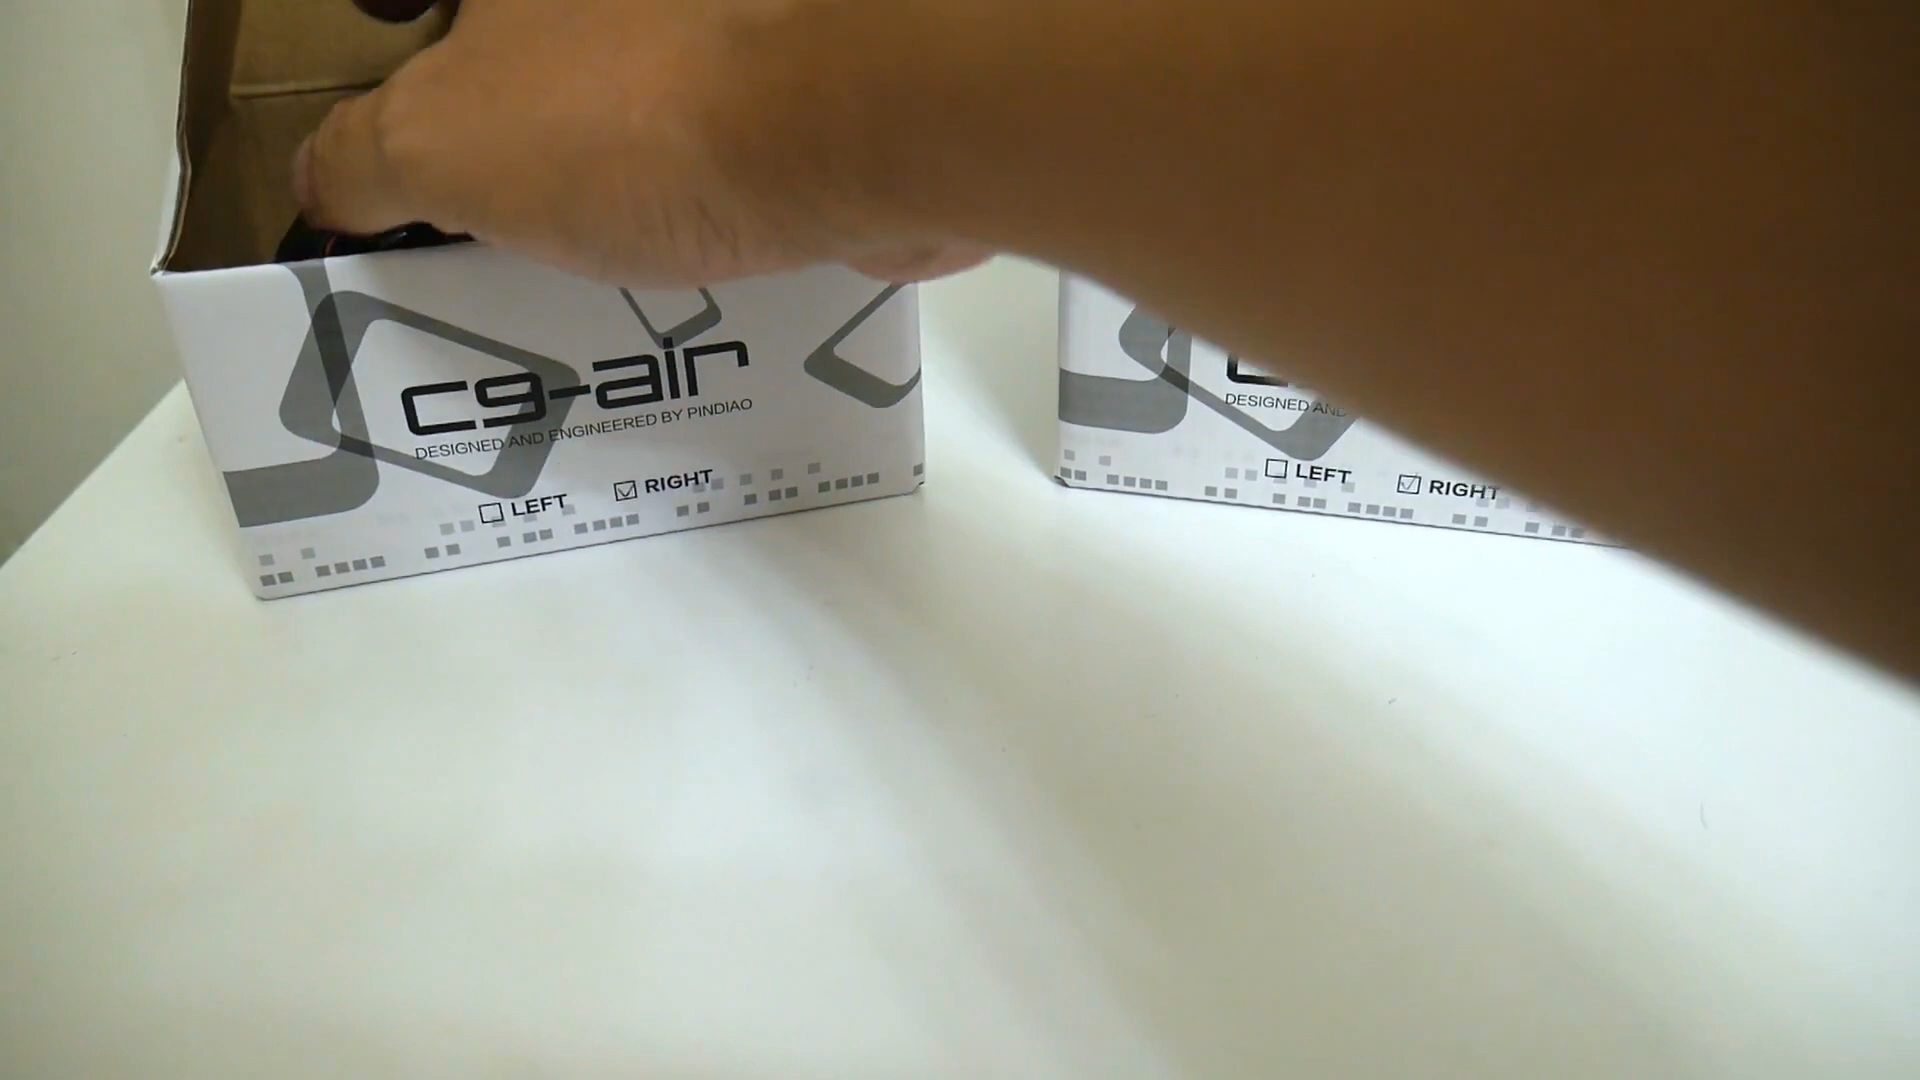 c9-air
DESIGNED AND ENGINEERED BY PINDIAO
LEFT RIGHT
DESIGNED AND
LEFT RIGHT